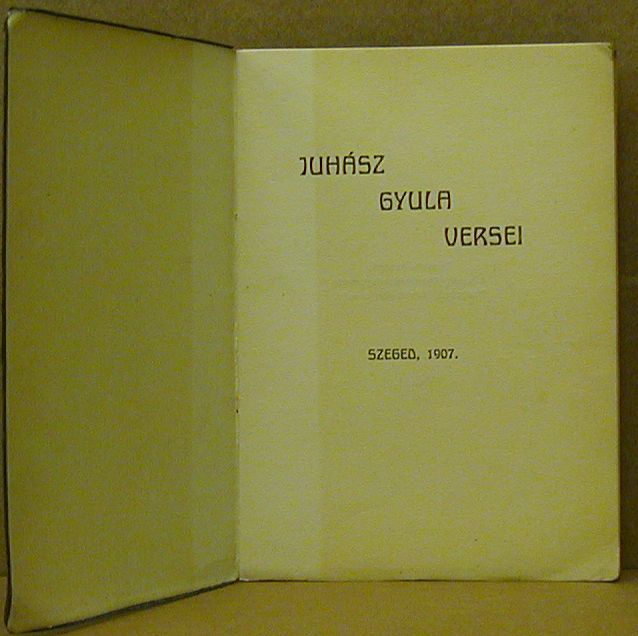 JUHÁSZ
GYULA
VERSEI
SZEGED, 1907.